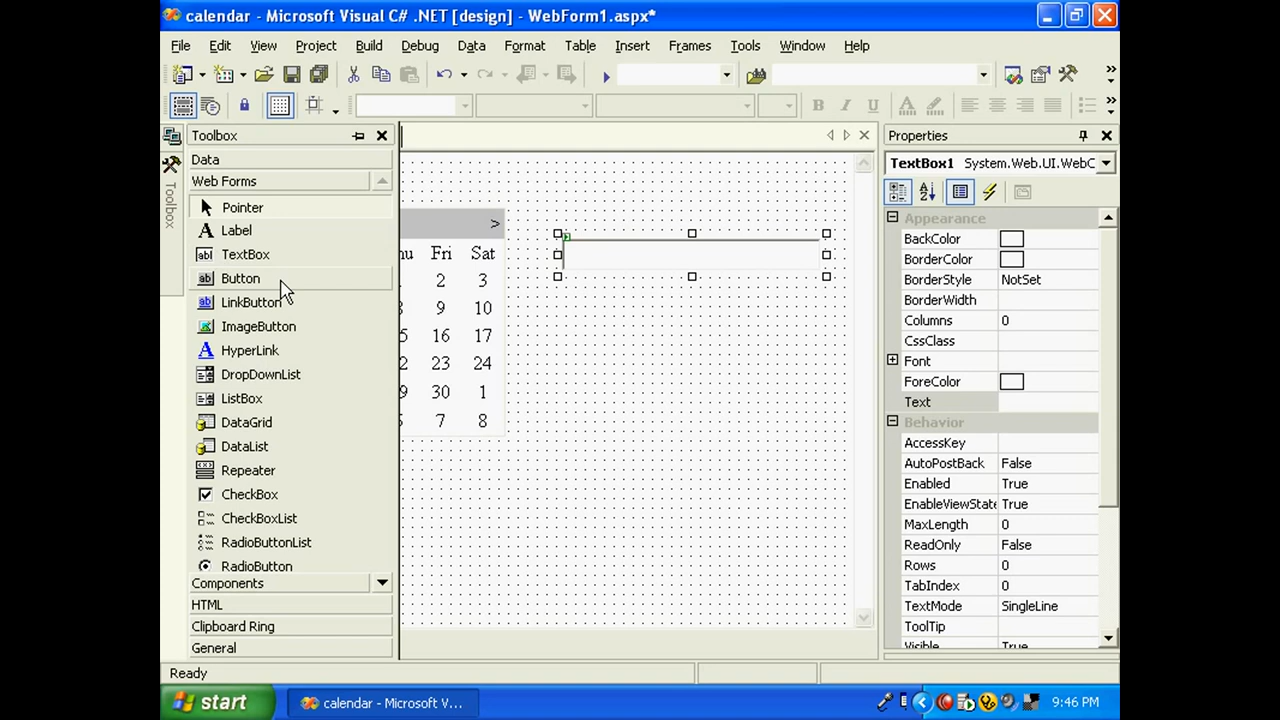 calendar - Microsoft Visual C# .NET [design] - WebForm1.aspx*
File Edit View Project Build Debug Data Format Table Insert Frames Tools Window Help
B I U
Toolbox
Toolbox
Data
Web Forms
Pointer
Label
TextBox
Button
LinkButton
ImageButton
HyperLink
DropDownList
ListBox
DataGrid
DataList
Repeater
CheckBox
CheckBoxList
RadioButtonList
RadioButton
Components
HTML
Clipboard Ring
General
>
Fri Sat
2 3
9 10
16 17
23 24
30 1
7 8
Properties
TextBox1 System.Web.UI.WebC
Appearance
BackColor
BorderColor
BorderStyle NotSet
BorderWidth
Columns 0
CssClass
Font
ForeColor
Text
Behavior
AccessKey
AutoPostBack False
Enabled True
EnableViewState True
MaxLength 0
ReadOnly False
Rows 0
TabIndex 0
TextMode SingleLine
ToolTip
Visible True
Ready
start
calendar - Microsoft V...
9:46 PM